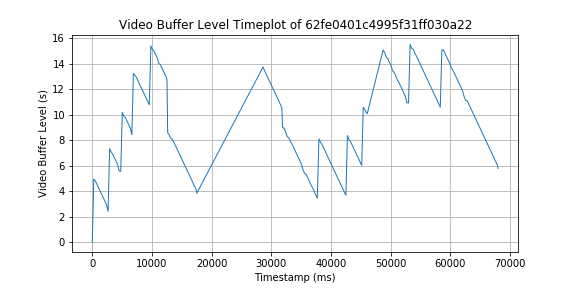 Video Buffer Level Timeplot of 62fe0401c4995f31ff030a22
16
14
12
10
8
6
4
2
0
Video Buffer Level (s)
0 10000 20000 30000 40000 50000 60000 70000
Timestamp (ms)